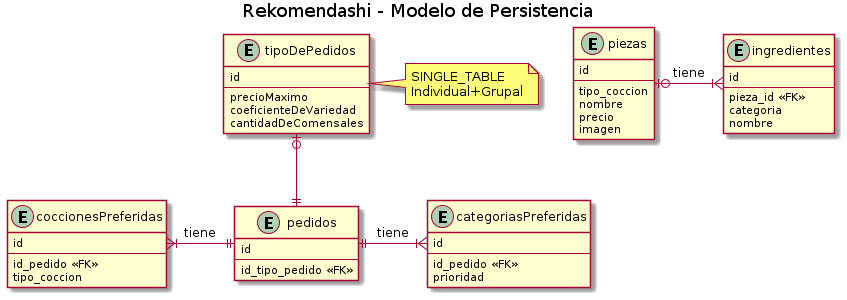 Rekomendashi - Modelo de Persistencia
E tipoDePedidos
id
precioMaximo
coeficienteDeVariedad
cantidadDeComensales
SINGLE_TABLE
Individual+Grupal
E piezas
id
tipo_coccion
nombre
precio
imagen
tiene
E ingredientes
id
pieza_id «FK»
categoria
nombre
E coccionesPreferidas
id
id_pedido «FK»
tipo_coccion
tiene
E pedidos
id
id_tipo_pedido «FK»
tiene
E categoriasPreferidas
id
id_pedido «FK»
prioridad